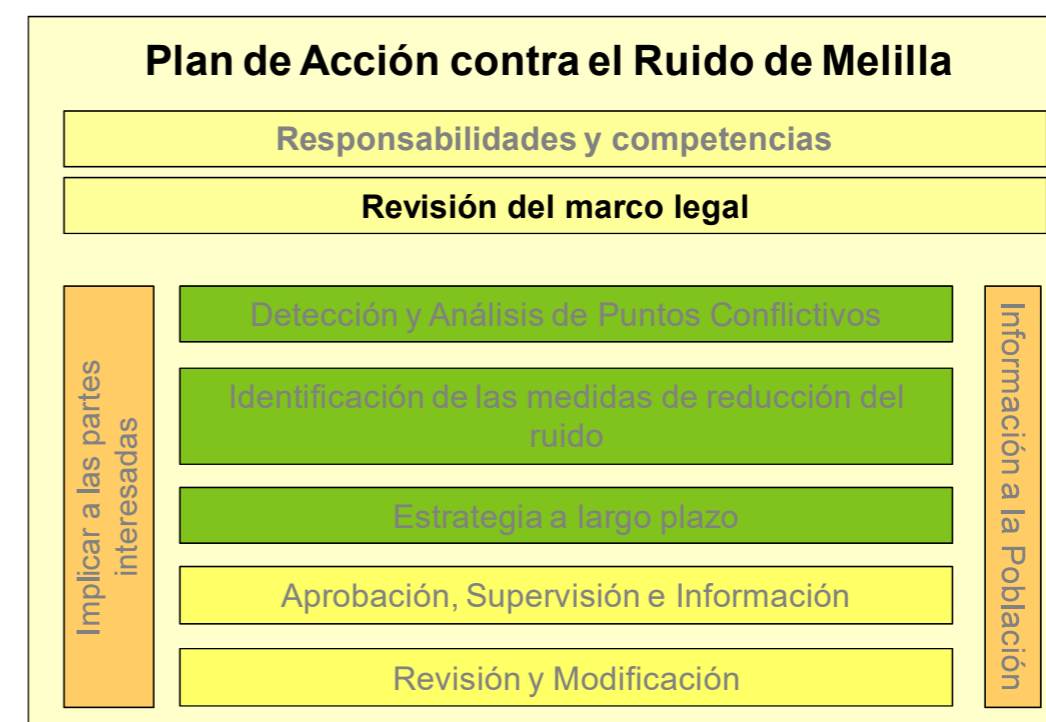 Plan de Acción contra el Ruido de Melilla
Responsabilidades y competencias
Revisión del marco legal
Implicar a las partes
interesadas
Detección y Análisis de Puntos Conflictivos
Identificación de las medidas de reducción del
ruido
Estrategia a largo plazo
Aprobación, Supervisión e Información
Revisión y Modificación
Información a la Población